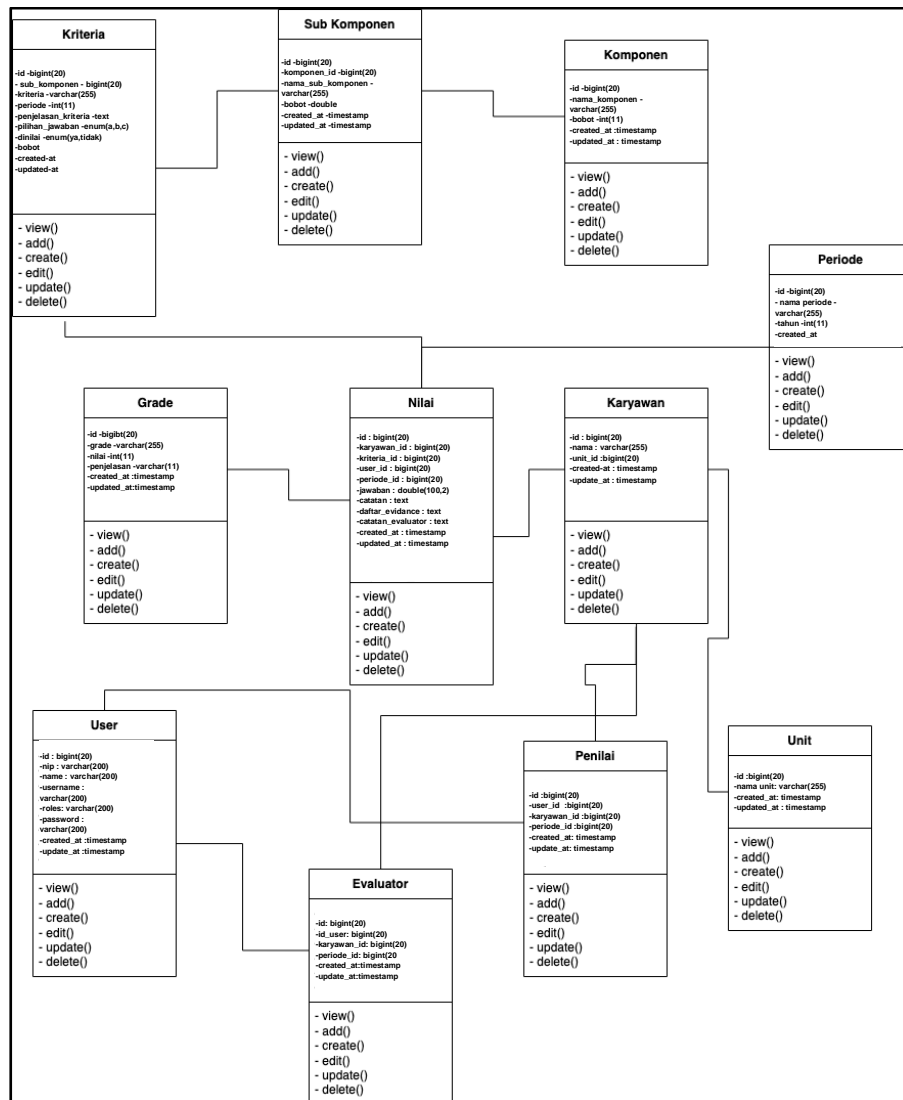 Kriteria
-id -bigint(20)
- sub_komponen - bigint(20)
-kriteria -varchar(255)
-periode -int(11)
-penjelasan_kriteria -text
-pilihan_jawaban -enum(a,b,c)
-dinilai -enum(ya,tidak)
-bobot
-created-at
-updated-at
- view()
- add()
- create()
- edit()
- update()
- delete()
Sub Komponen
-id -bigint(20)
-komponen_id -bigint(20)
-nama_sub_komponen -
varchar(255)
-bobot -double
-created_at -timestamp
-updated_at -timestamp
- view()
- add()
- create()
- edit()
- update()
- delete()
Komponen
-id -bigint(20)
-nama_komponen -
varchar(255)
-bobot -int(11)
-created_at :timestamp
-updated_at : timestamp
- view()
- add()
- create()
- edit()
- update()
- delete()
Periode
-id -bigint(20)
- nama periode -
varchar(255)
-tahun -int(11)
-created_at
- view()
- add()
- create()
- edit()
- update()
- delete()
Grade
-id -bigibt(20)
-grade -varchar(255)
-nilai -int(11)
-penjelasan -varchar(11)
-created_at :timestamp
-updated_at:timestamp
- view()
- add()
- create()
- edit()
- update()
- delete()
Nilai
-id : bigint(20)
-karyawan_id : bigint(20)
-kriteria_id : bigint(20)
-user_id : bigint(20)
-periode_id : bigint(20)
-jawaban : double(100,2)
-catatan : text
-daftar_evidance : text
-catatan_evaluator : text
-created_at : timestamp
-updated_at : timestamp
- view()
- add()
- create()
- edit()
- update()
- delete()
Karyawan
-id : bigint(20)
-nama : varchar(255)
-unit_id :bigint(20)
-created-at : timestamp
-update_at : timestamp
- view()
- add()
- create()
- edit()
- update()
- delete()
User
-id : bigint(20)
-nip : varchar(200)
-name : varchar(200)
-username :
varchar(200)
-roles: varchar(200)
-password :
varchar(200)
-created_at :timestamp
-update_at :timestamp
- view()
- add()
- create()
- edit()
- update()
- delete()
Evaluator
-id: bigint(20)
-id_user: bigint(20)
-karyawan_id: bigint(20)
-periode_id: bigint(20
-created_at:timestamp
-update_at:timestamp
- view()
- add()
- create()
- edit()
- update()
- delete()
Penilai
-id :bigint(20)
-user_id :bigint(20)
-karyawan_id :bigint(20)
-periode_id :bigint(20)
-created_at: timestamp
-update_at: timestamp
- view()
- add()
- create()
- edit()
- update()
- delete()
Unit
-id :bigint(20)
-nama unit: varchar(255)
-created_at: timestamp
-updated_at : timestamp
- view()
- add()
- create()
- edit()
- update()
- delete()